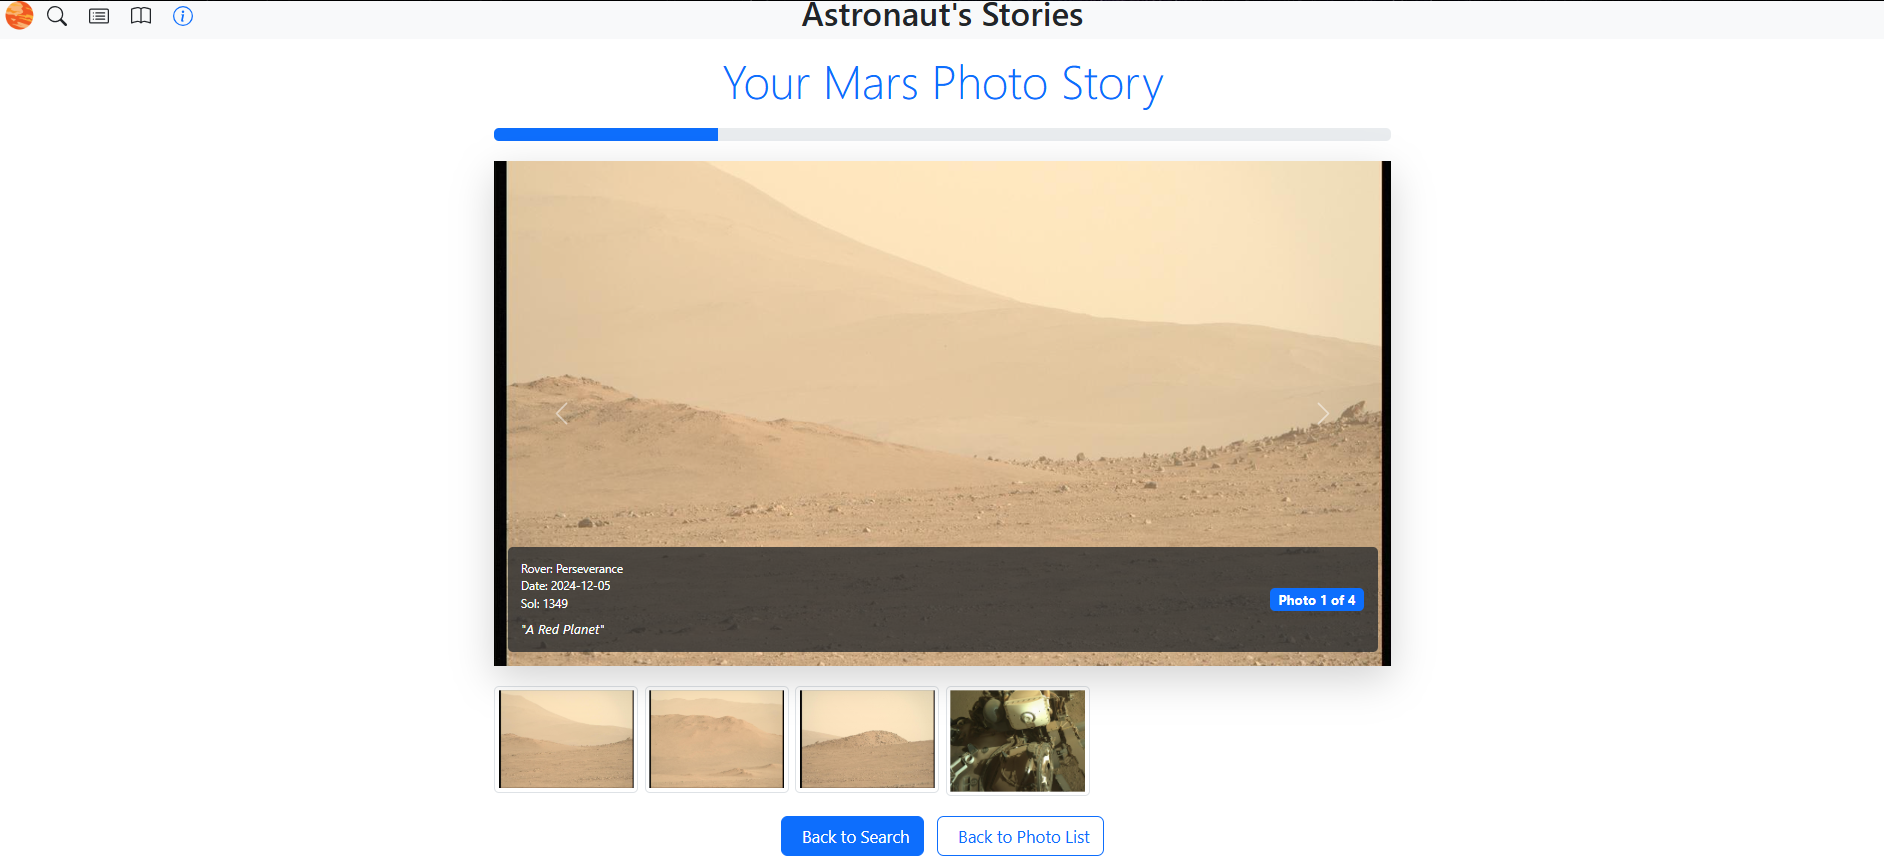 Astronaut's Stories
Your Mars Photo Story
Rover: Perseverance
Date: 2024-12-05
Sol: 1349
"A Red Planet"
Photo 1 of 4
Back to Search
Back to Photo List